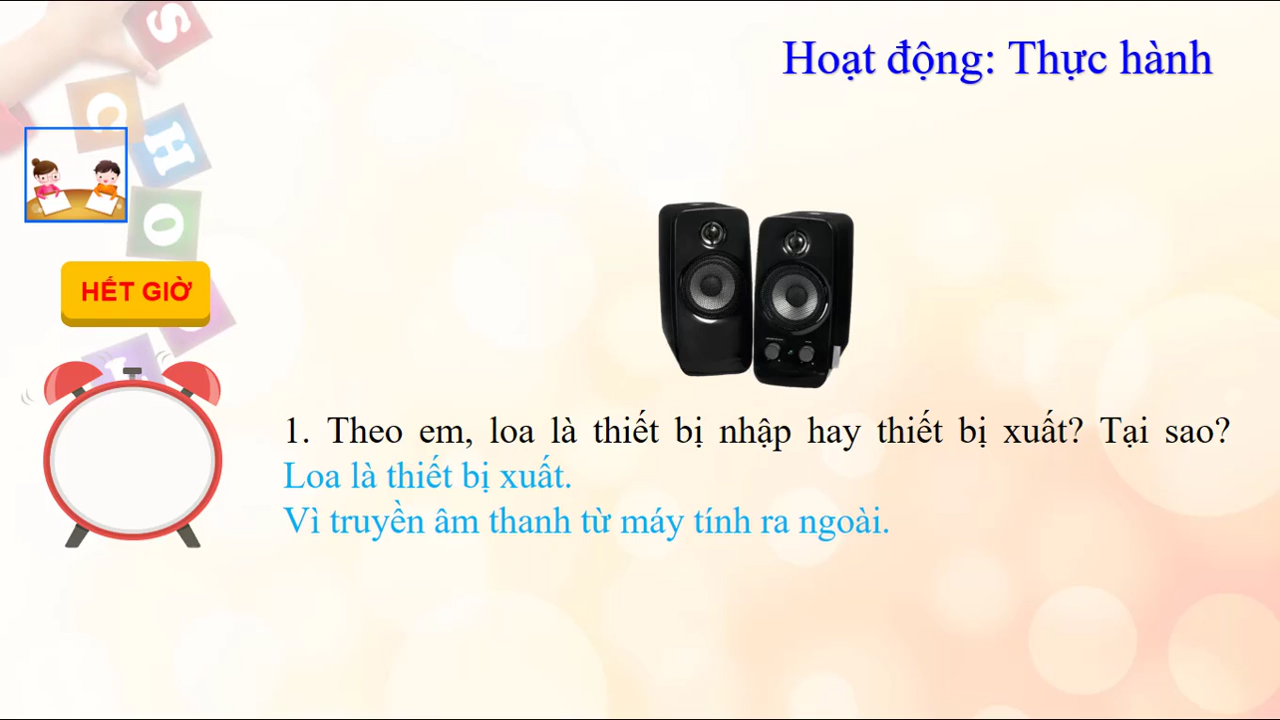 Hoạt động: Thực hành
S
O
H
O
HẾT GIỜ
1. Theo em, loa là thiết bị nhập hay thiết bị xuất? Tại sao?
Loa là thiết bị xuất.
Vì truyền âm thanh từ máy tính ra ngoài.